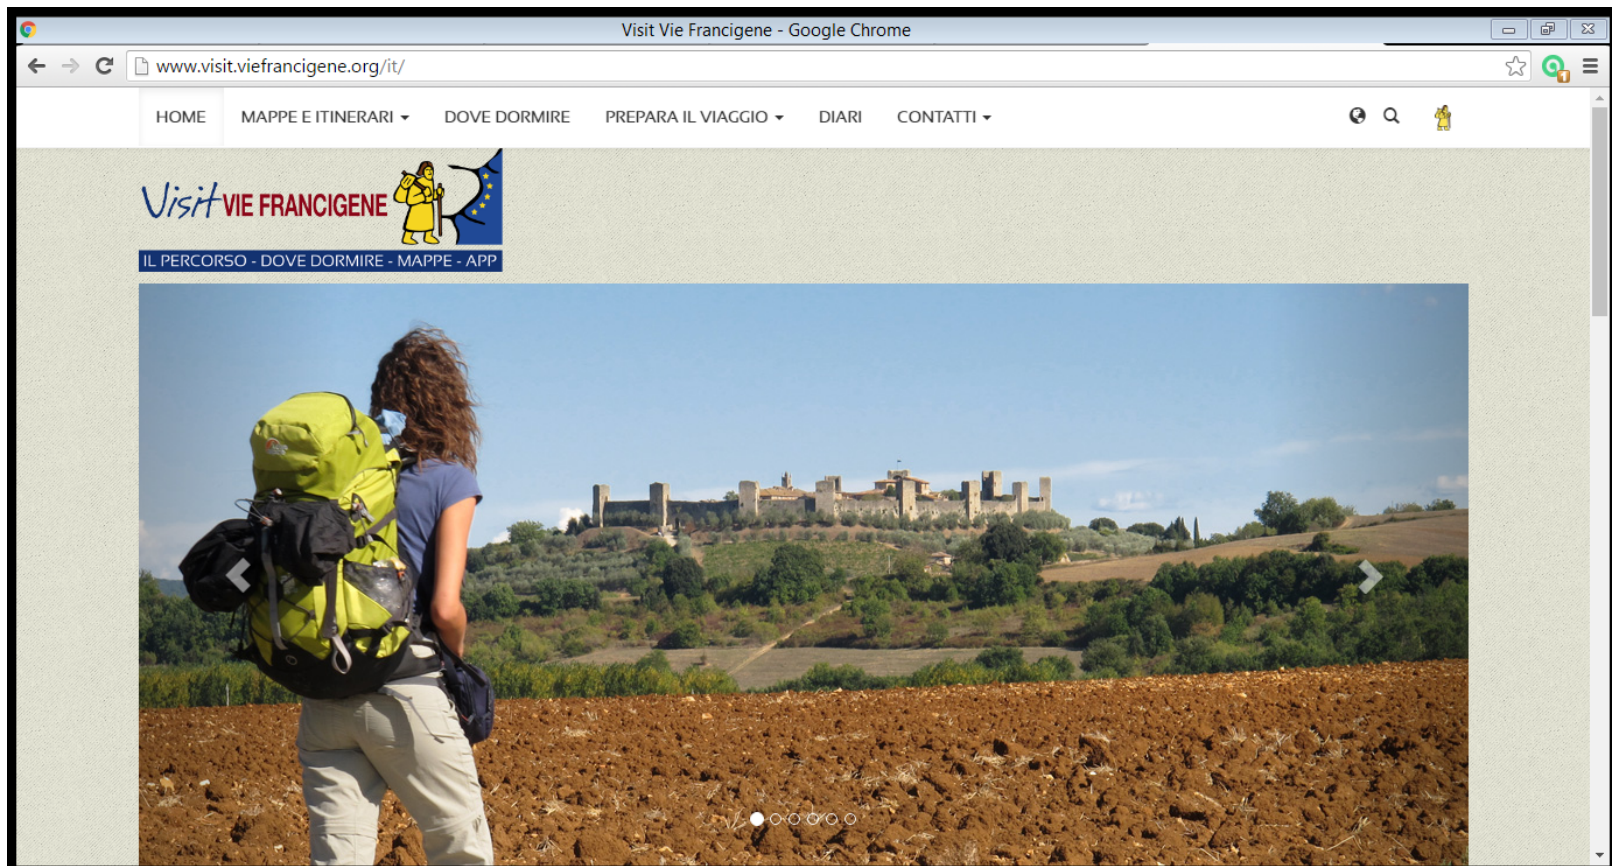 Visit Vie Francigene - Google Chrome
www.visit.viefrancigene.org/it/
HOME MAPPE E ITINERARI DOVE DORMIRE PREPARA IL VIAGGIO DIARI CONTATTI
Visit VIE FRANCIGENE
IL PERCORSO - DOVE DORMIRE - MAPPE - APP